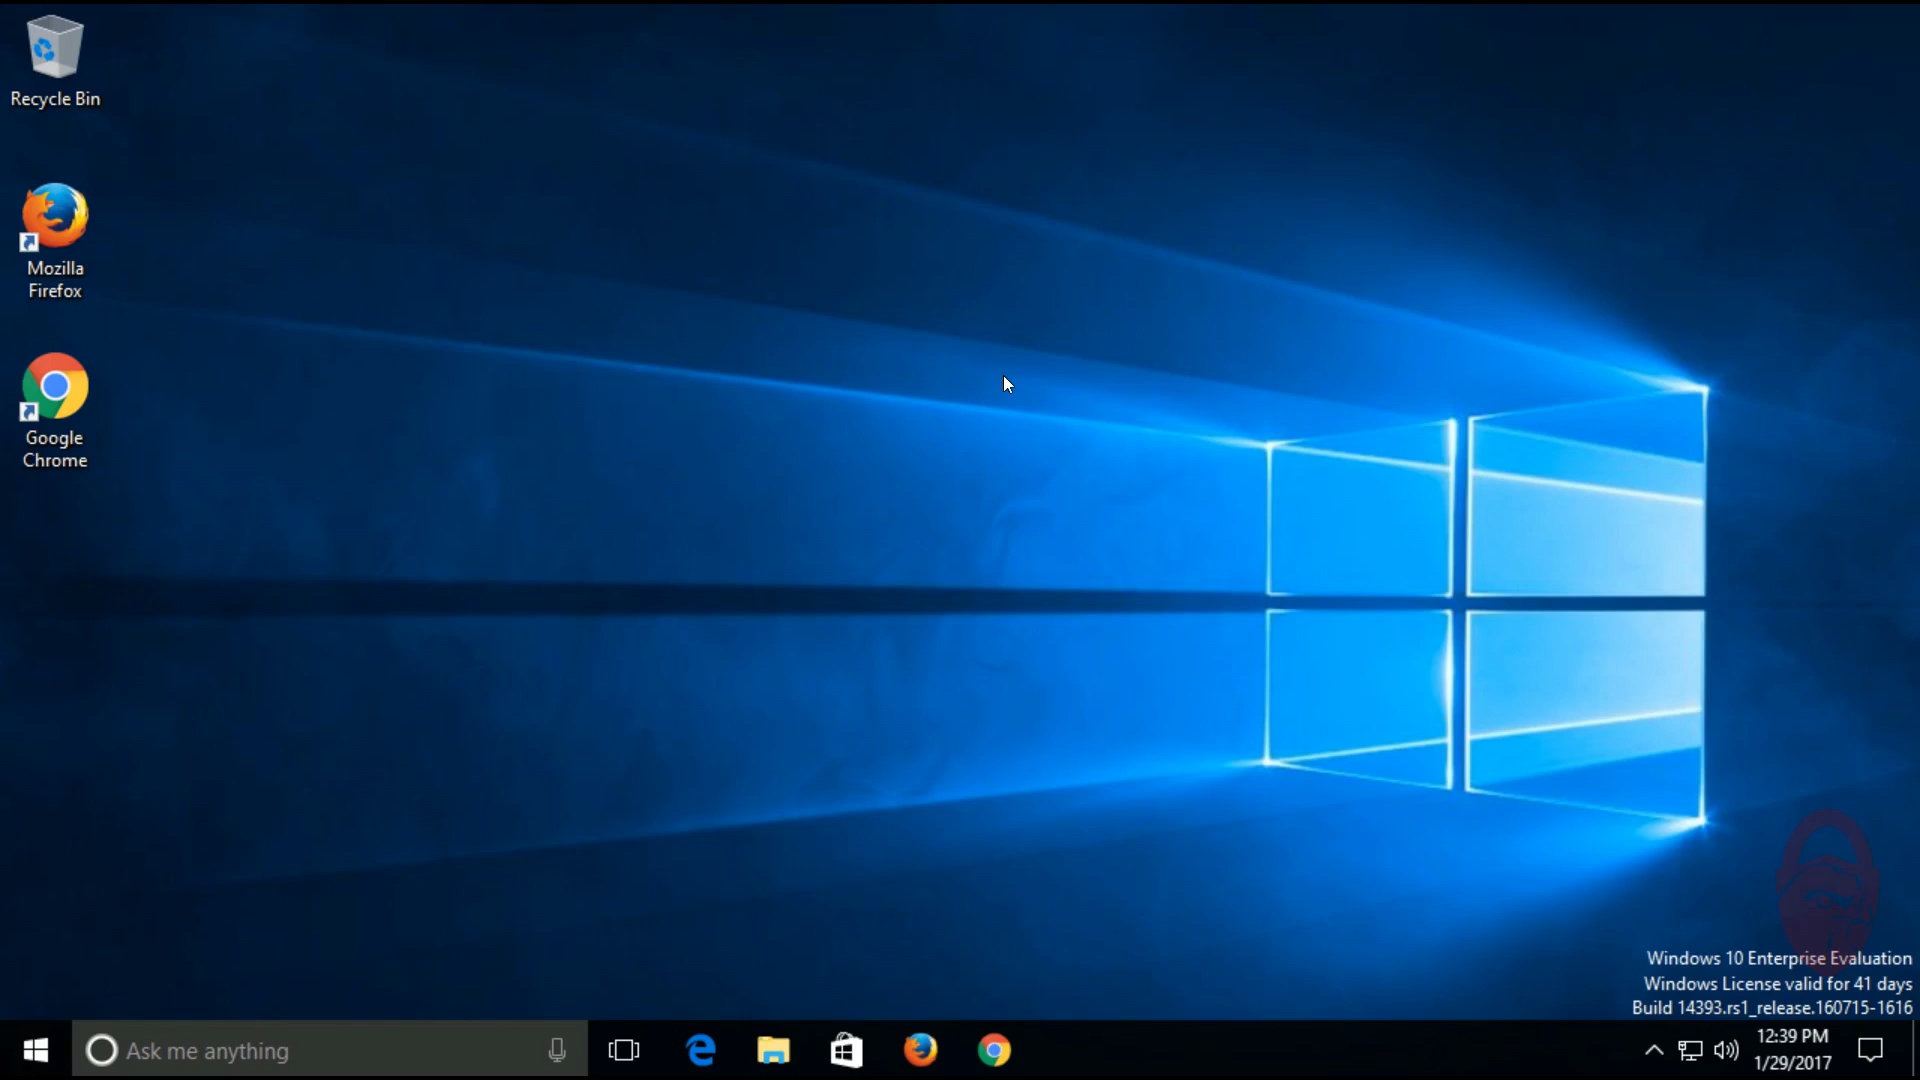 Recycle Bin
Mozilla
Firefox
Google
Chrome
Windows 10 Enterprise Evaluation
Windows License valid for 41 days
Build 14393.rs1_release.160715-1616
Ask me anything
12:39 PM
1/29/2017